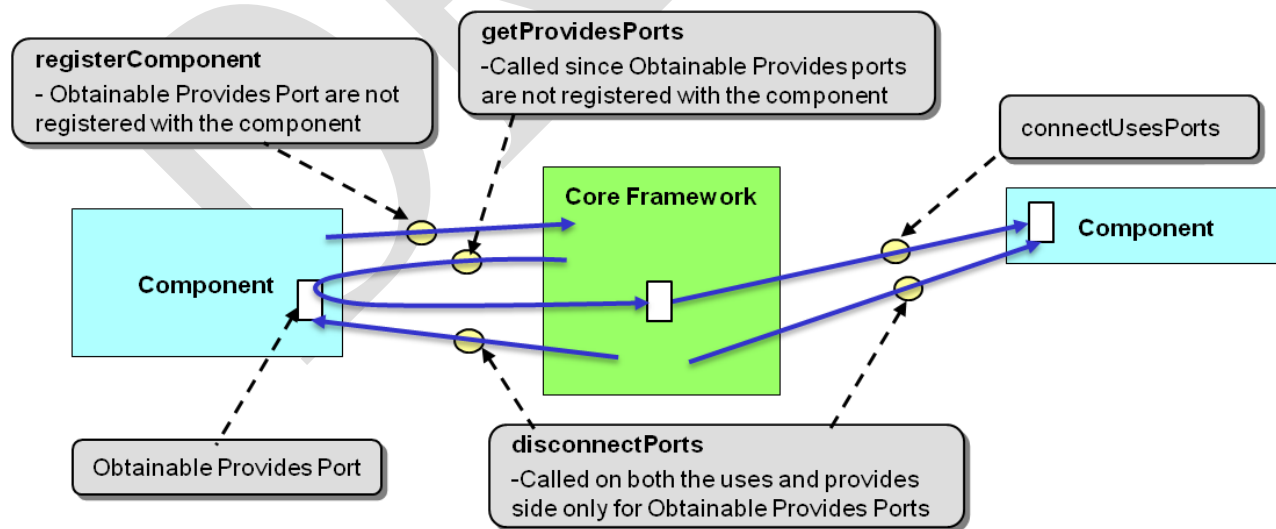 getProvidesPorts
-Called since Obtainable Provides ports
are not registered with the component
registerComponent
- Obtainable Provides Port are not
registered with the component
connectUsesPorts
Core Framework
Component
Component
Obtainable Provides Port
disconnectPorts
-Called on both the uses and provides
side only for Obtainable Provides Ports